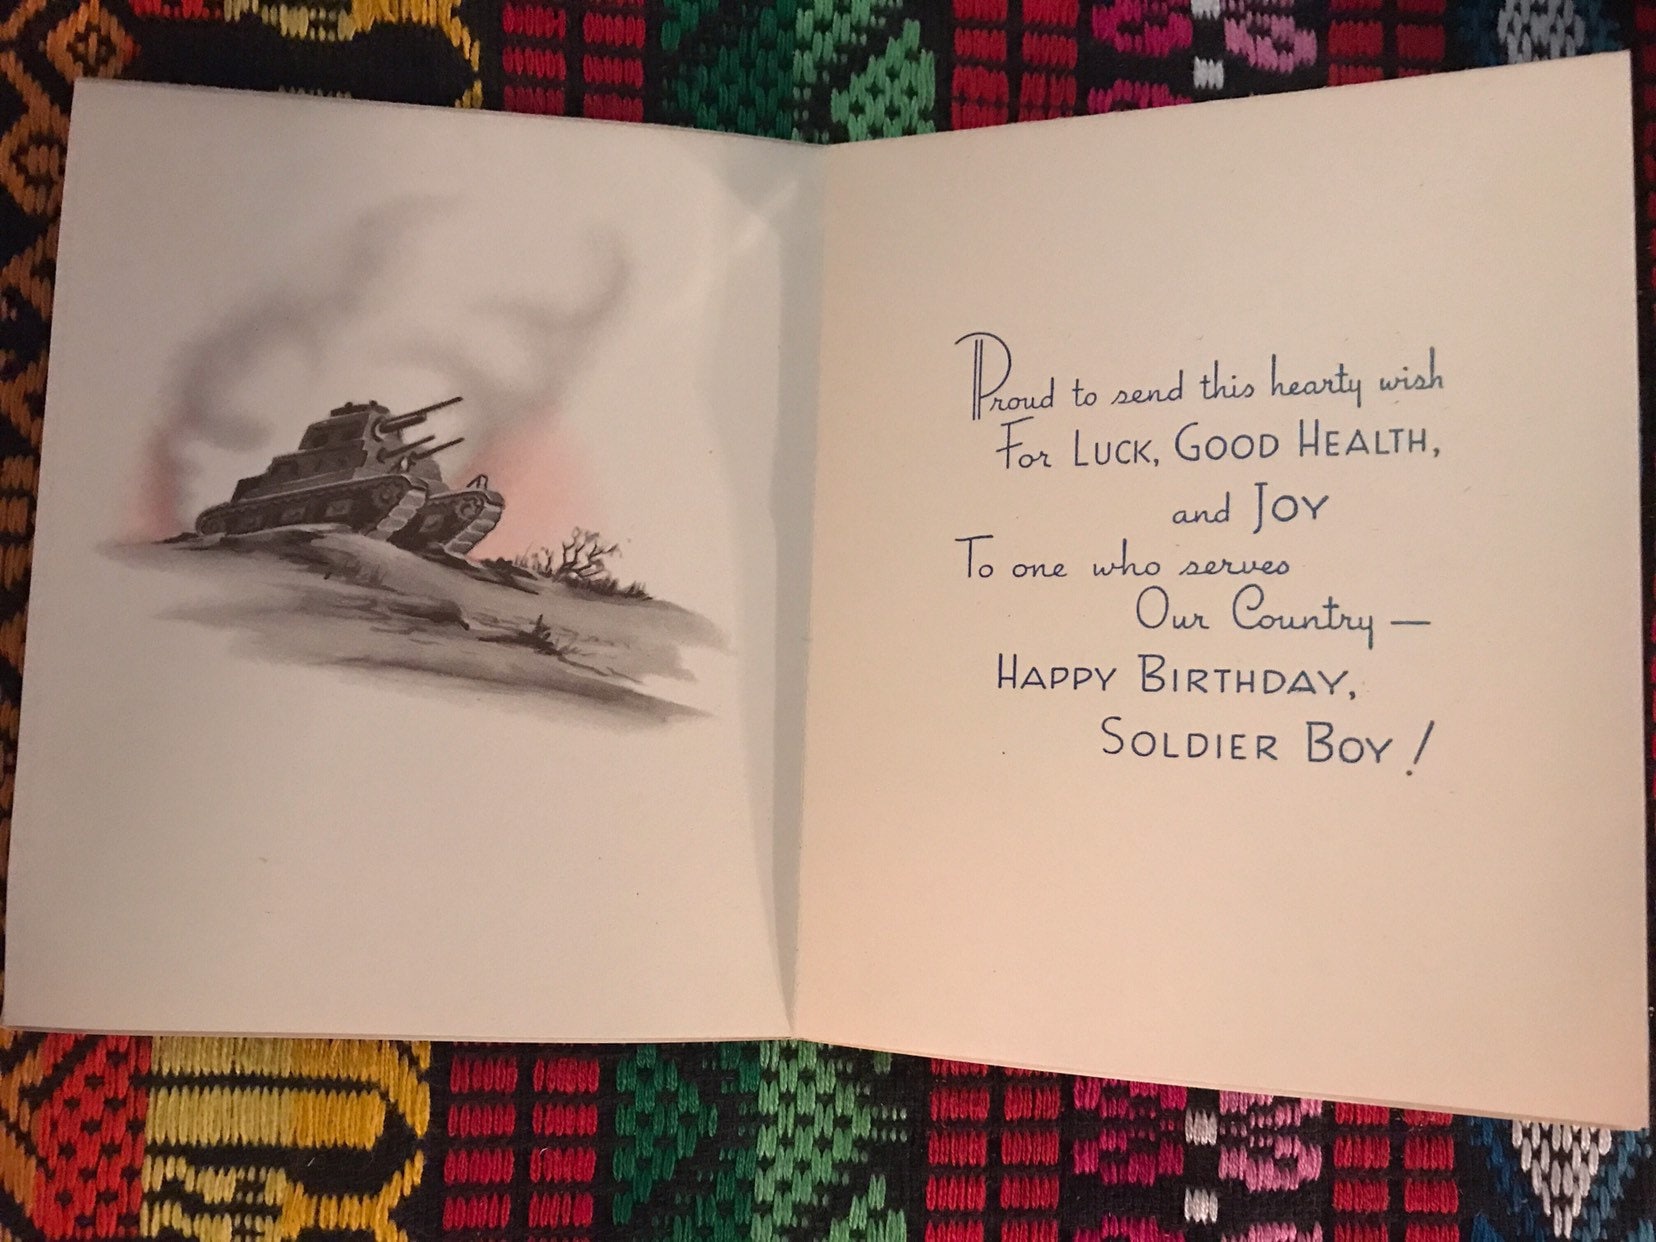 Proud to send this hearty wish
For LUCK, GOOD HEALTH,
and JOY
To one who serves
Our Country —
HAPPY BIRTHDAY,
SOLDIER BOY!